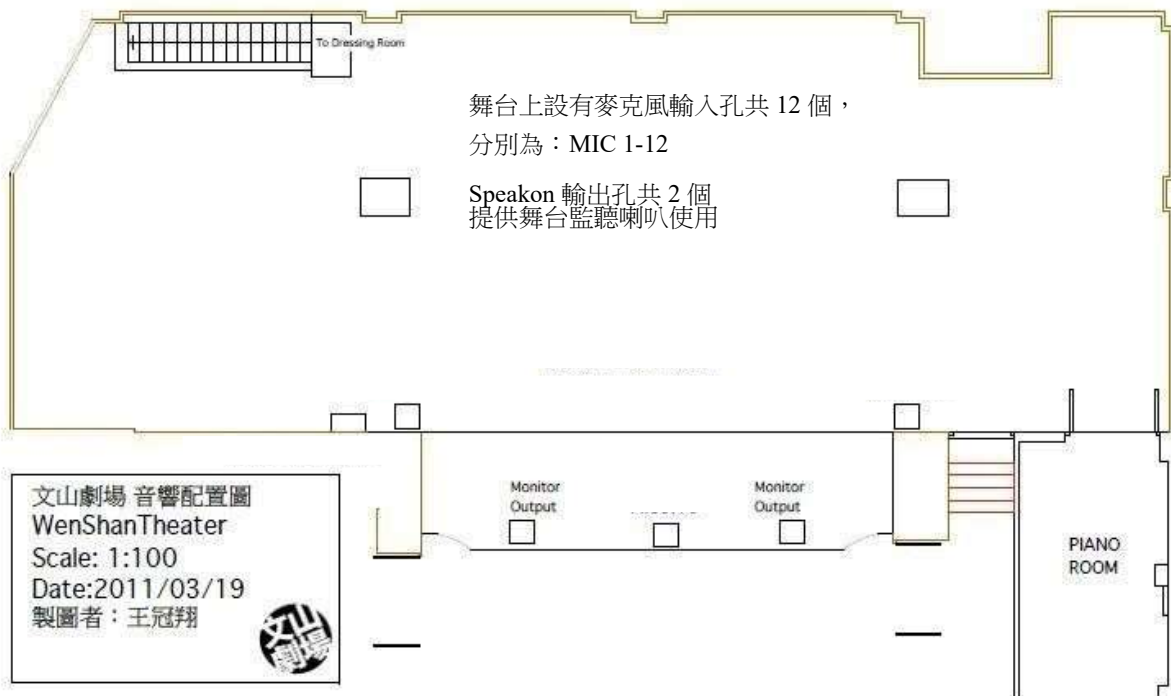 To Dressing Room
舞台上設有麥克風輸入孔共 12 個，
分別為：MIC 1-12
Speakon 輸出孔共 2 個
提供舞台監聽喇叭使用
Monitor
Output
Monitor
Output
PIANO
ROOM
文山劇場 音響配置圖
WenShanTheater
Scale: 1:100
Date:2011/03/19
製圖者：王冠翔
文山
劇場